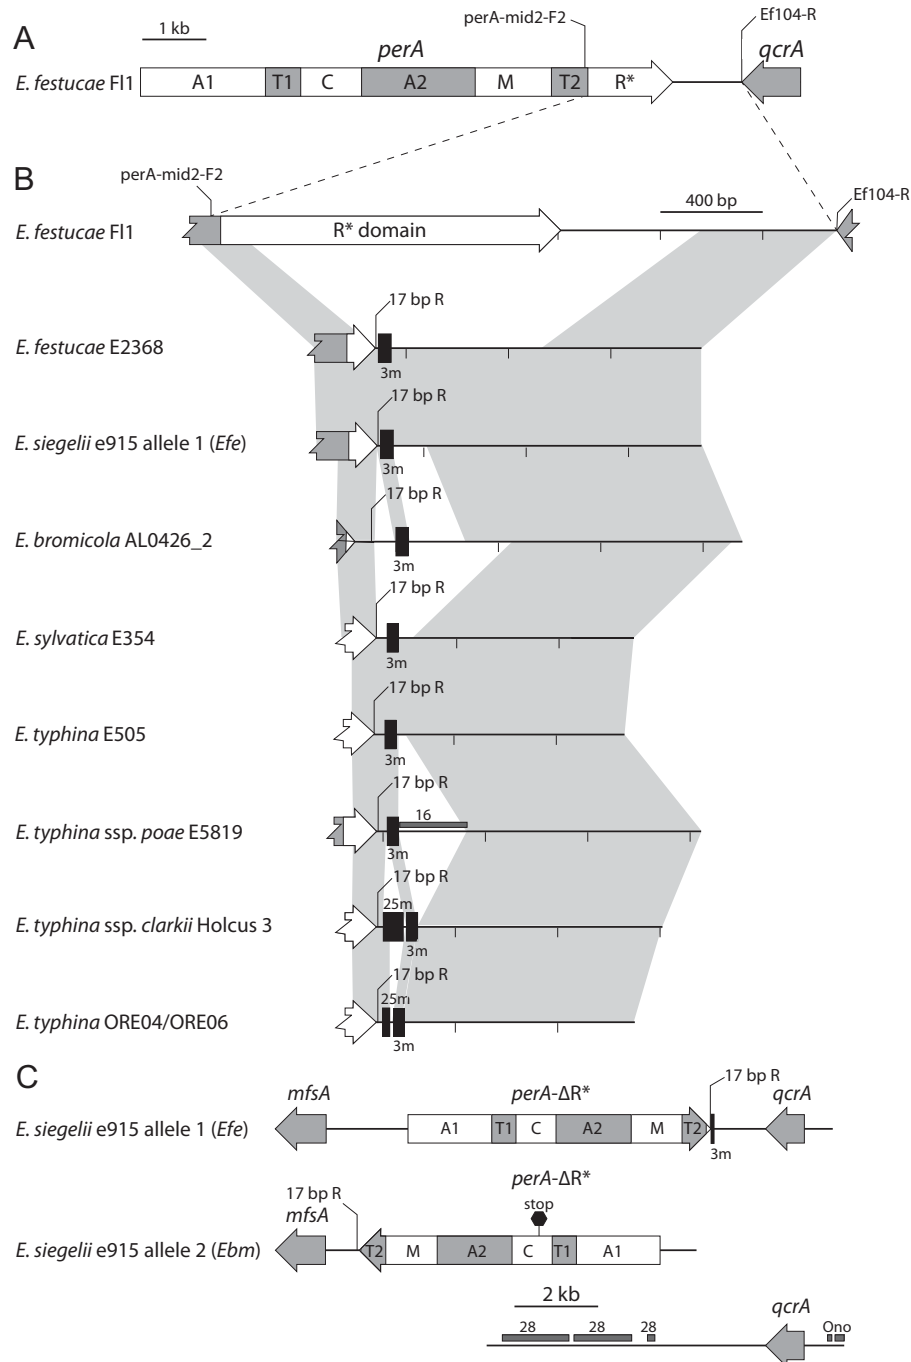 A
1 kb
perA-mid2-F2
Ef104-R
perA
qcrA
E. festucae Fl1
A1 T1 C A2 M T2 R*
B
perA-mid2-F2
400 bp
Ef104-R
E. festucae Fl1
R* domain
17 bp R
E. festucae E2368
3m
17 bp R
E. siegelii e915 allele 1 (Efe)
3m
17 bp R
E. bromicola AL0426_2
3m
17 bp R
E. sylvatica E354
3m
17 bp R
E. typhina E505
3m
17 bp R
16
E. typhina ssp. poae E5819
3m
17 bp R
25m
E. typhina ssp. clarkii Holcus 3
3m
17 bp R
25m
E. typhina ORE04/ORE06
3m
C
17 bp R
mfsA
perA-ΔR*
qcrA
E. siegelii e915 allele 1 (Efe)
A1 T1 C A2 M T2
3m
perA-ΔR*
17 bp R
stop
mfsA
E. siegelii e915 allele 2 (Ebm)
T2 M A2 C T1 A1
2 kb
qcrA
28 28 28 Ono